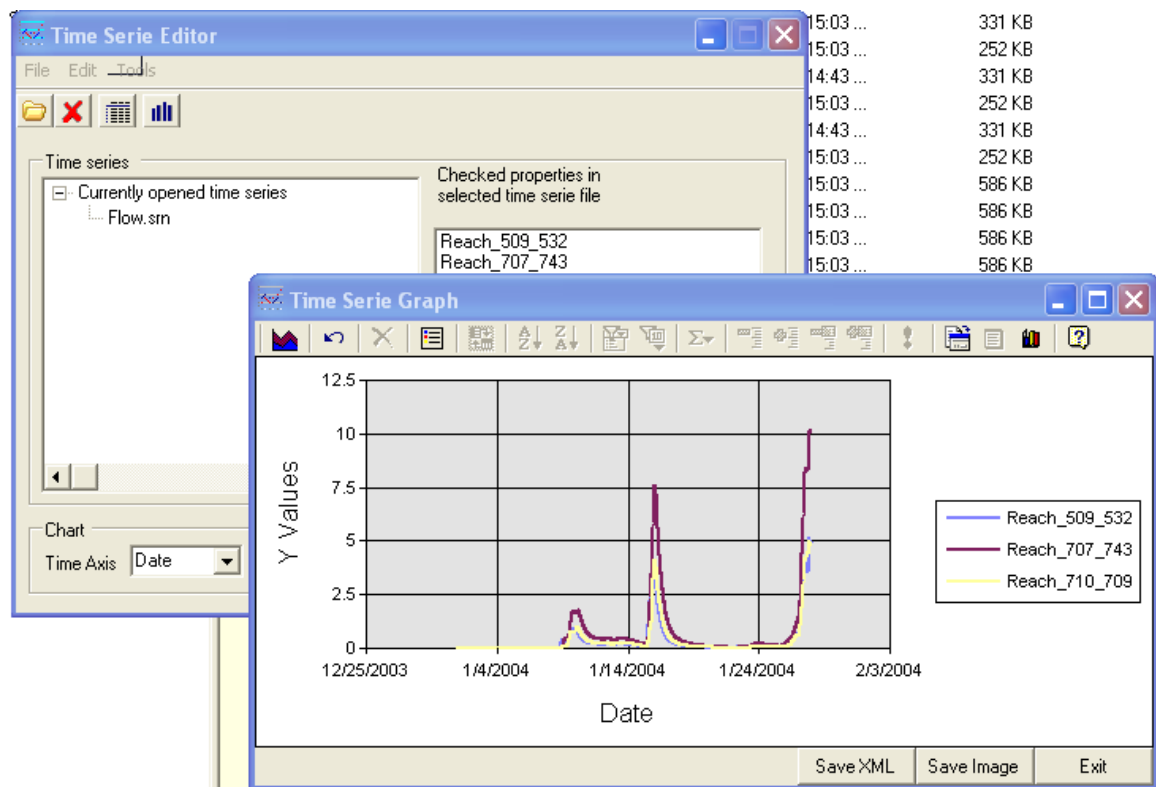 Time Serie Editor
File Edit Tools
Time series
Currently opened time series
Flow.srn
Checked properties in
selected time serie file
Reach_509_532
Reach_707_743
Chart
Time Axis Date
15:03 ... 331 KB
15:03 ... 252 KB
14:43 ... 331 KB
15:03 ... 252 KB
14:43 ... 331 KB
15:03 ... 252 KB
15:03 ... 586 KB
15:03 ... 586 KB
15:03 ... 586 KB
15:03 ... 586 KB
Time Serie Graph
12.5
10
7.5
5
2.5
0
Y Values
12/25/2003 1/4/2004 1/14/2004 1/24/2004 2/3/2004
Date
Reach_509_532
Reach_707_743
Reach_710_709
Save XML Save Image Exit